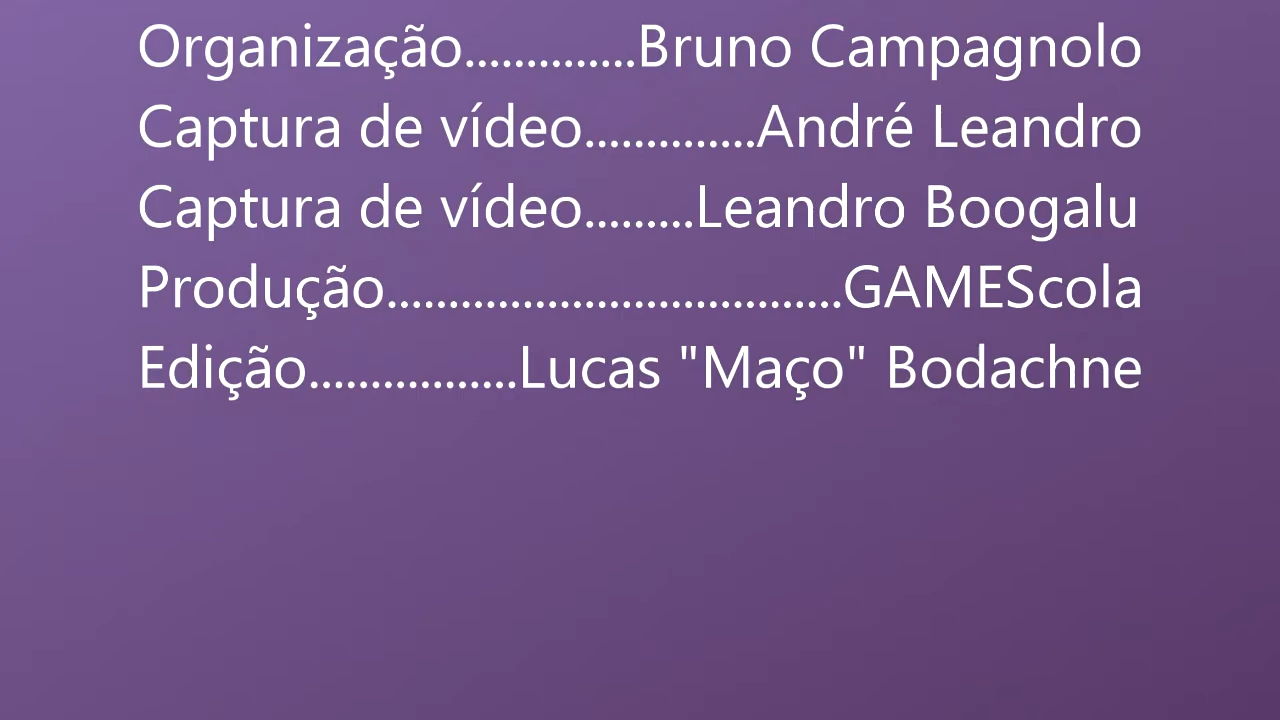 Organização..............Bruno Campagnolo
Captura de vídeo..............André Leandro
Captura de vídeo.........Leandro Boogalu
Produção.....................................GAMEScola
Edição.................Lucas "Maço" Bodachne